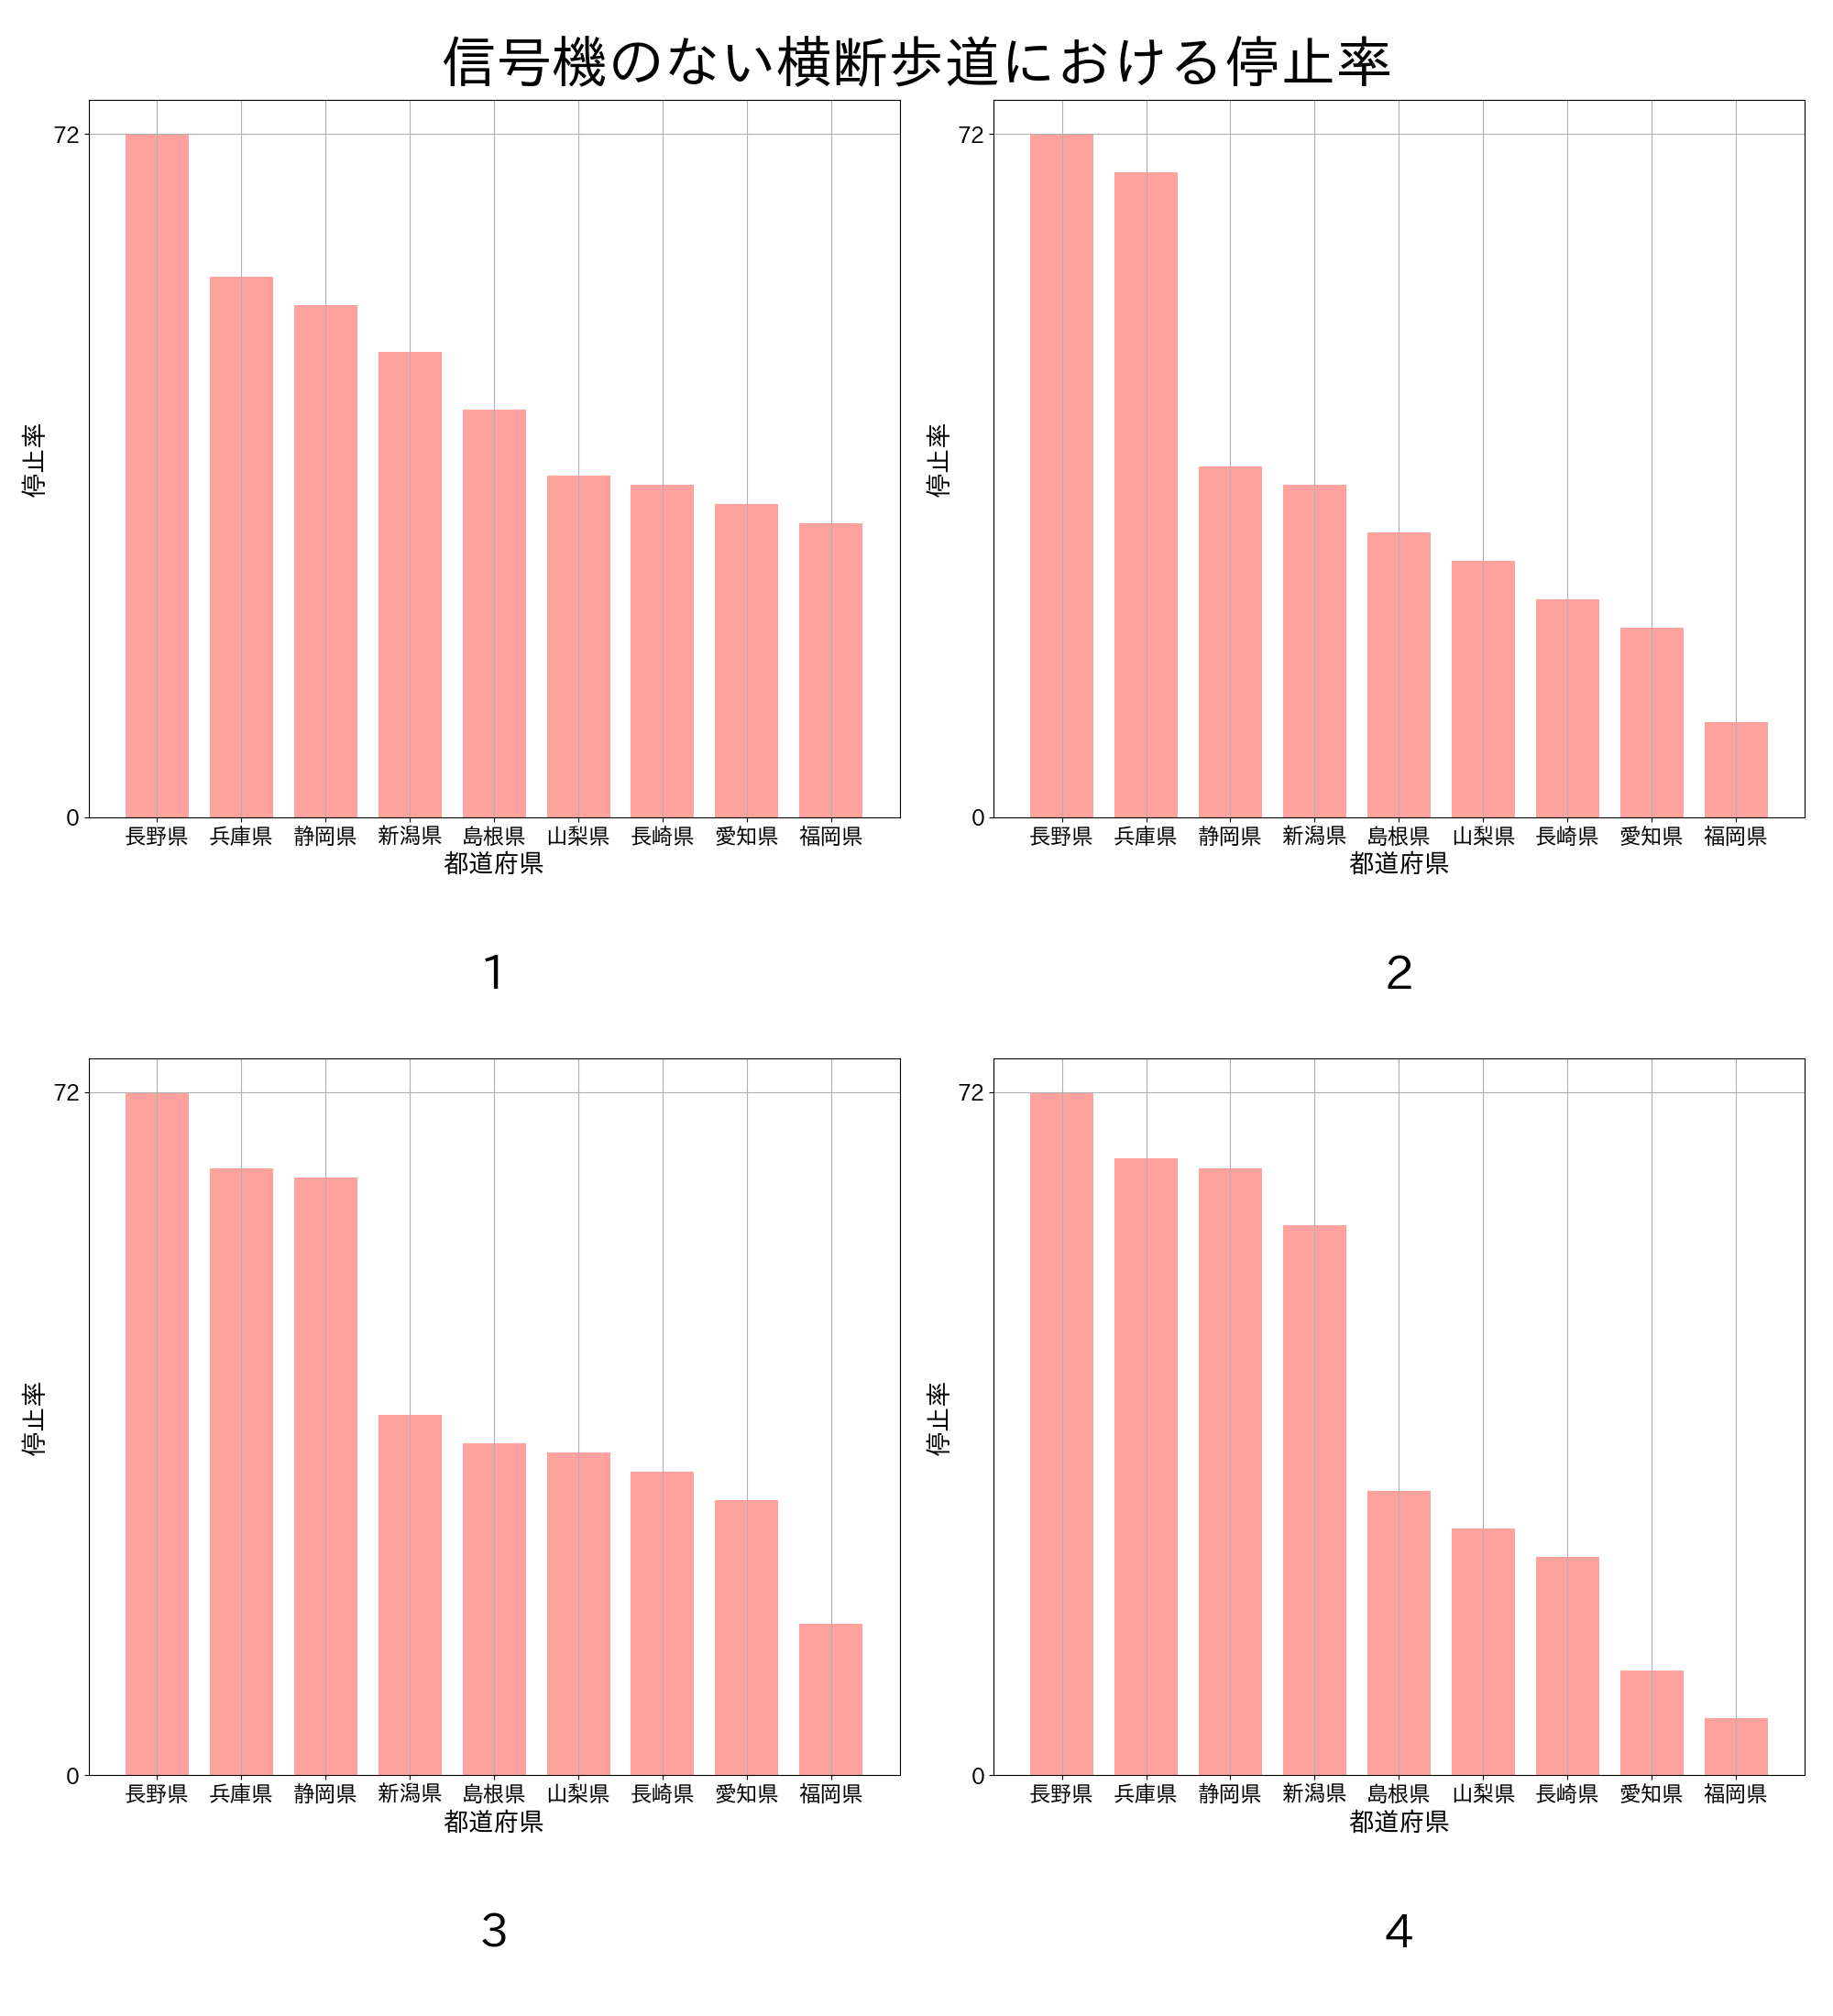 信号機のない横断歩道における停止率
72
0
停止率
長野県 兵庫県 静岡県 新潟県 島根県 山梨県 長崎県 愛知県 福岡県
都道府県
1
72
0
停止率
長野県 兵庫県 静岡県 新潟県 島根県 山梨県 長崎県 愛知県 福岡県
都道府県
2
72
0
停止率
長野県 兵庫県 静岡県 新潟県 島根県 山梨県 長崎県 愛知県 福岡県
都道府県
3
72
0
停止率
長野県 兵庫県 静岡県 新潟県 島根県 山梨県 長崎県 愛知県 福岡県
都道府県
4